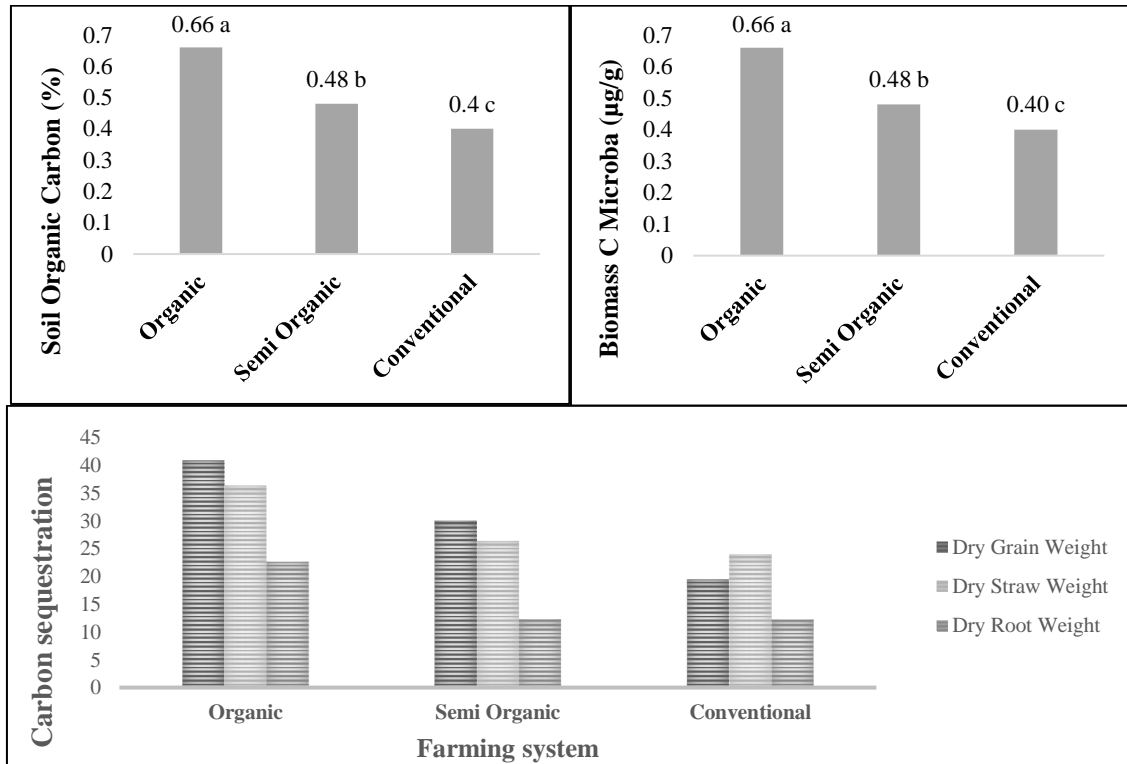 Soil Organic Carbon (%)
0.7
0.6
0.5
0.4
0.3
0.2
0.1
0
0.66 a
0.48 b
0.4 c
Organic
Semi Organic
Conventional
Biomass C Microba (µg/g)
0.7
0.6
0.5
0.4
0.3
0.2
0.1
0
0.66 a
0.48 b
0.40 c
Organic
Semi Organic
Conventional
Carbon sequestration
45
40
35
30
25
20
15
10
5
0
Organic
Semi Organic
Conventional
Farming system
Dry Grain Weight
Dry Straw Weight
Dry Root Weight